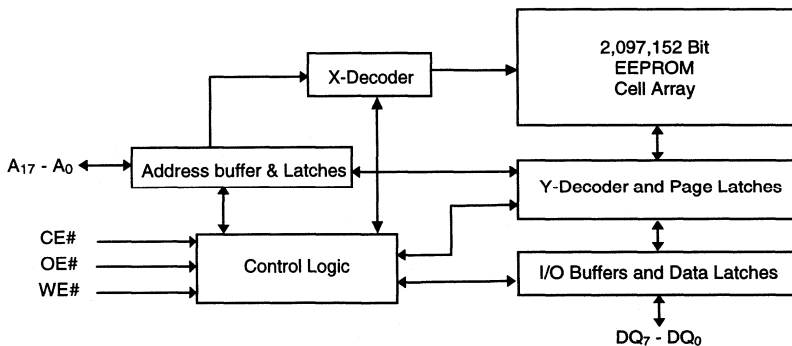 2,097,152 Bit
EEPROM
Cell Array
X-Decoder
A17 - A0
Address buffer & Latches
Y-Decoder and Page Latches
CE#
OE#
WE#
Control Logic
I/O Buffers and Data Latches
DQ7 - DQ0